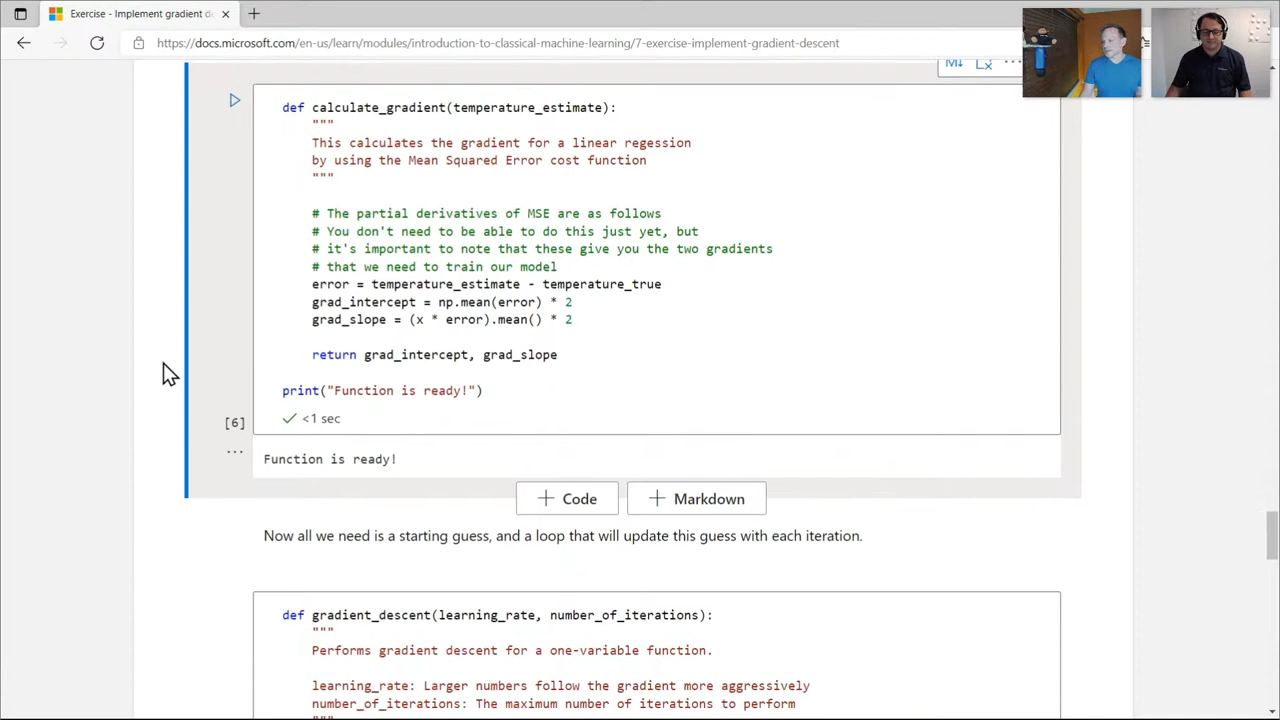 Exercise - Implement gradient de
https://docs.microsoft.com/en-us/learn/modules/introduction-to-classical-machine-learning/7-exercise-implement-gradient-descent
M↓
def calculate_gradient(temperature_estimate):
"""
This calculates the gradient for a linear regression
by using the Mean Squared Error cost function
"""
# The partial derivatives of MSE are as follows
# You don't need to be able to do this just yet, but
# it's important to note that these give you the two gradients
# that we need to train our model
error = temperature_estimate - temperature_true
grad_intercept = np.mean(error) * 2
grad_slope = (x * error).mean() * 2
return grad_intercept, grad_slope
print("Function is ready!")
[6] <1 sec
Function is ready!
+ Code + Markdown
Now all we need is a starting guess, and a loop that will update this guess with each iteration.
def gradient_descent(learning_rate, number_of_iterations):
"""
Performs gradient descent for a one-variable function.
learning_rate: Larger numbers follow the gradient more aggressively
number_of_iterations: The maximum number of iterations to perform
"""